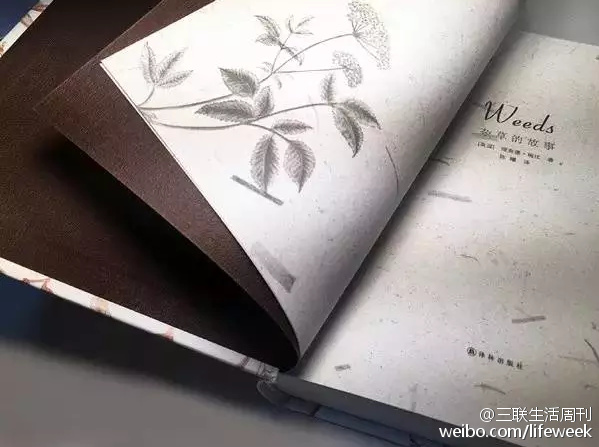 Weeds
杂草的故事
[英国] 理查德·梅比 著
陈曦 译
译林出版社
@三联生活周刊
weibo.com/lifeweek